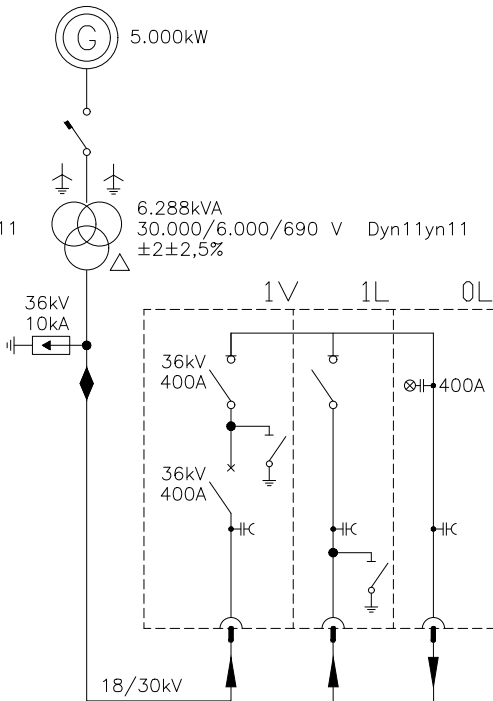 G
5.000kW
6.288kVA
11
30.000/6.000/690 V Dyn11yn11
±2±2,5%
36kV
10kA
1V
1L
0L
36kV
400A
400A
36kV
400A
18/30kV